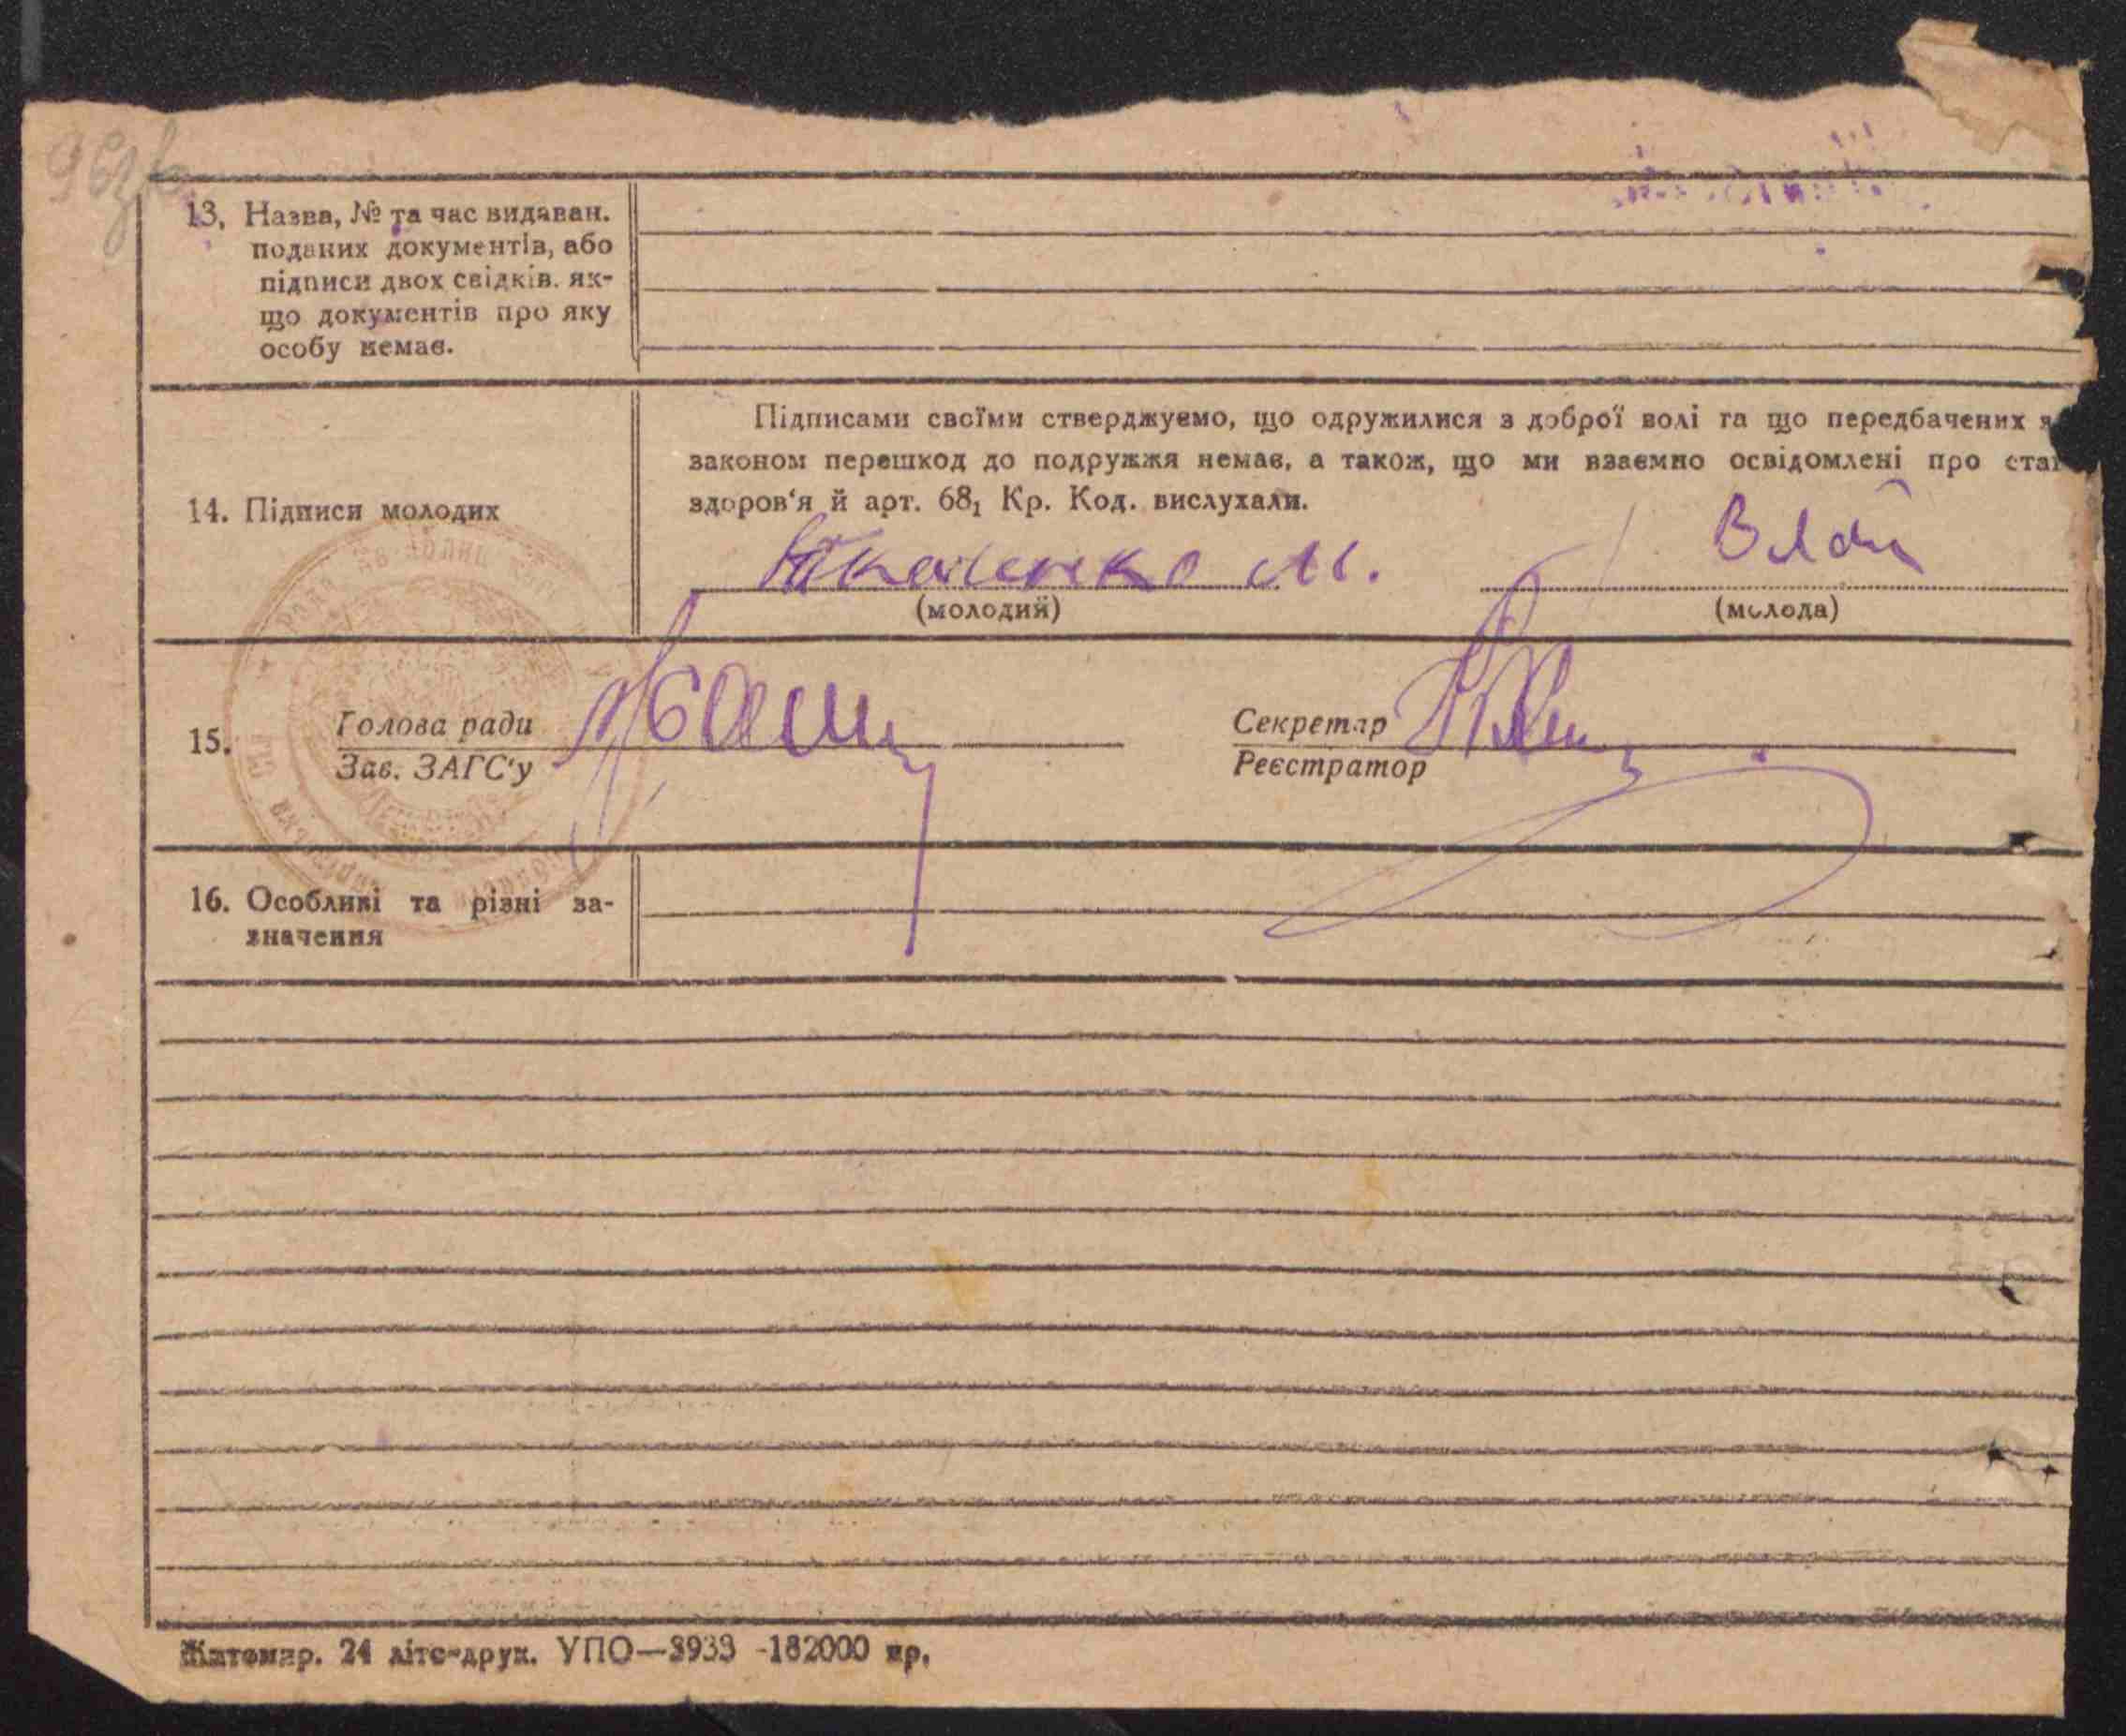 96зв
13, Назва, № та час видаван.
поданих документів, або
підписи двох свідків. як-
що документів про яку
особу немає.
Підписами своїми стверджуємо, що одружилися з доброї волі та що передбачених
законом перешкод до подружжя немає, а також, що ми взаємно освідомлені про ста
здоров'я й арт. 68₁ Кр. Код. вислухали.
14. Підписи молодих
Ткаченко М.
(молодий)
(молода)
15.
Голова ради
Секретар
Зав. ЗАГС'у
Реєстратор
16. Особливі та різні за-
значення
Житомир. 24 літо-друк. УПО—3933 -182000 пр.